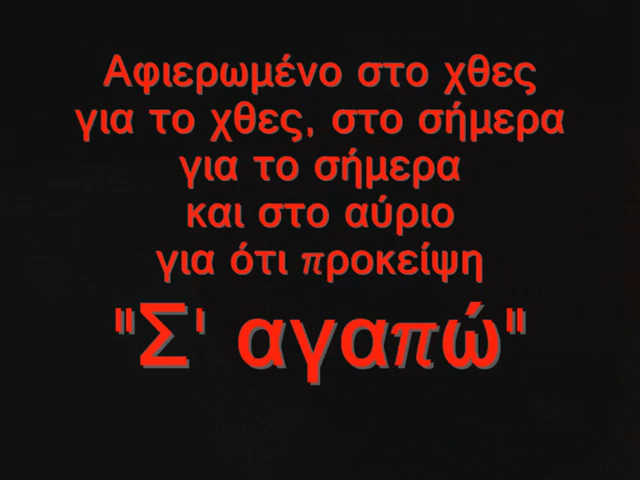 Αφιερωμένο στο χθες
για το χθες, στο σήμερα
για το σήμερα
και στο αύριο
για ότι προκείψη
"Σ' αγαπώ"